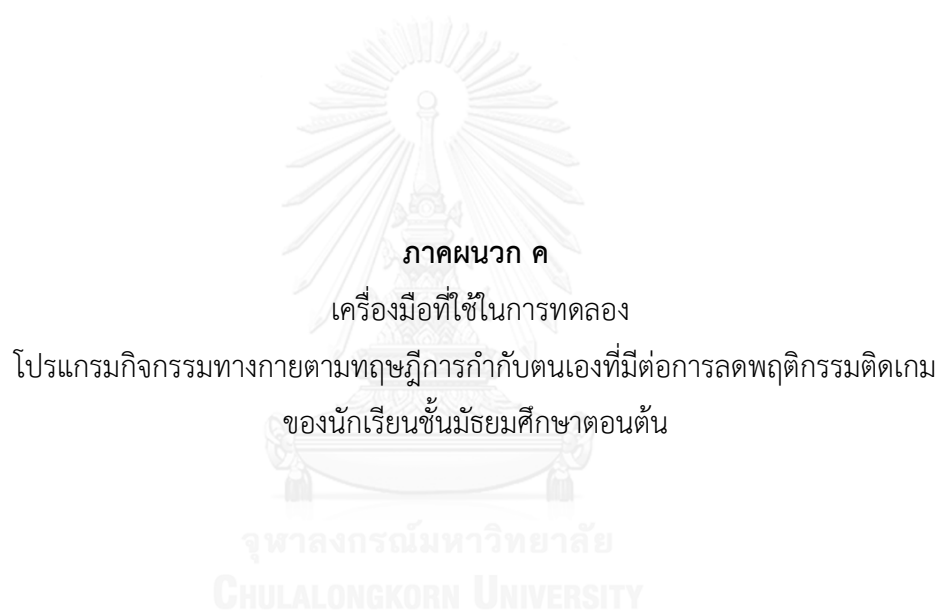 ภาคผนวก ค
เครื่องมือที่ใช้ในการทดลอง
โปรแกรมกิจกรรมทางกายตามทฤษฎีการกำกับตนเองที่มีต่อการลดพฤติกรรมติดเกม
ของนักเรียนชั้นมัธยมศึกษาตอนต้น
จุฬาลงกรณ์มหาวิทยาลัย
CHULALONGKORN UNIVERSITY